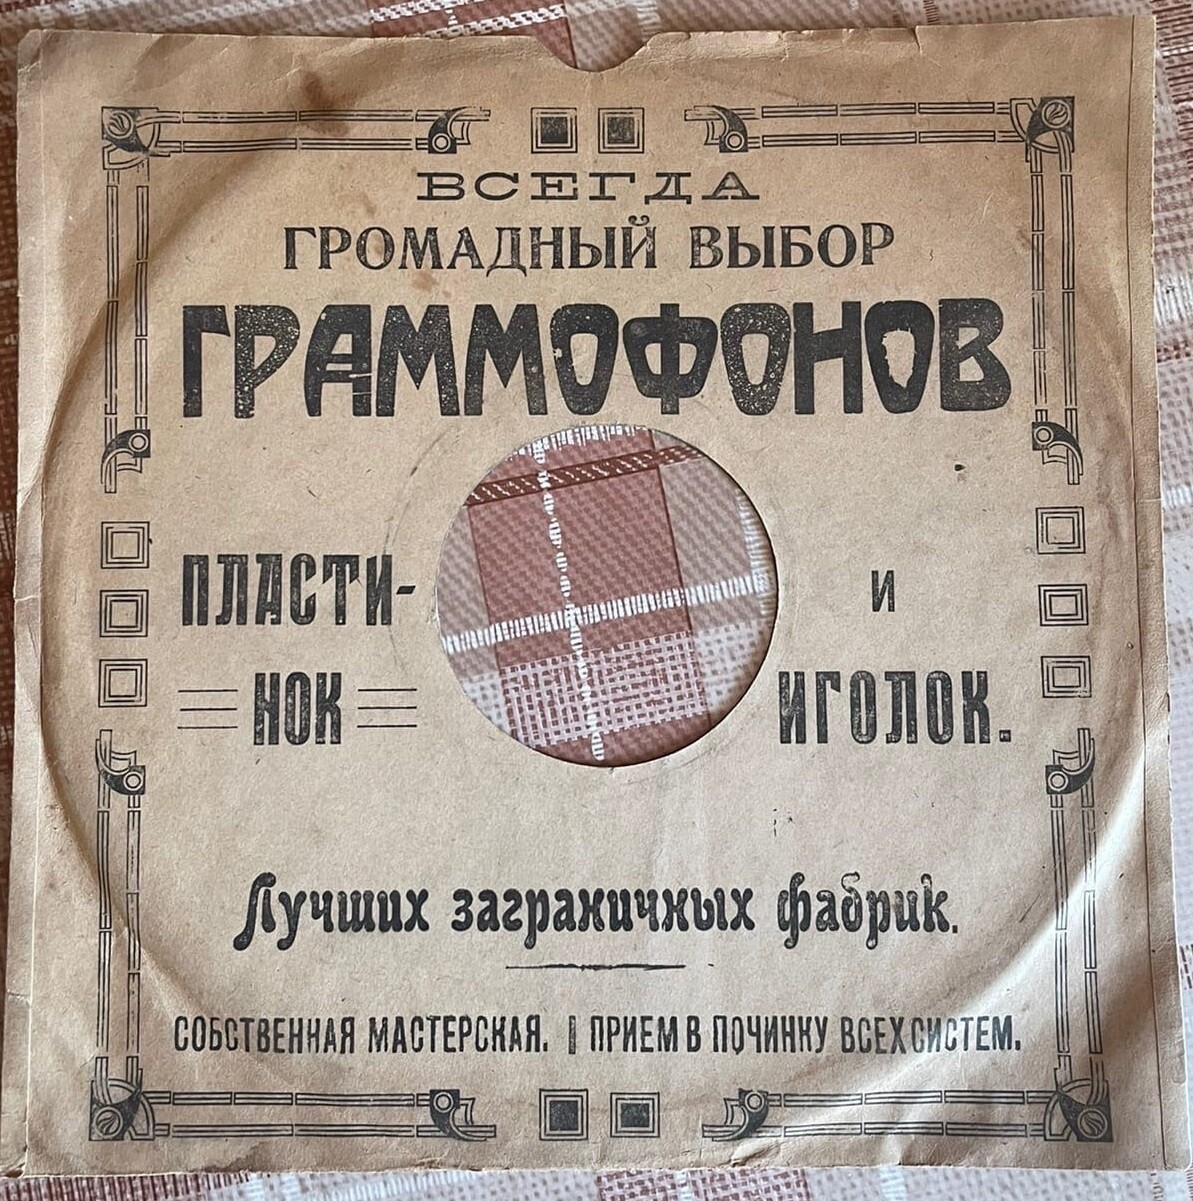 ВСЕГДА
ГРОМАДНЫЙ ВЫБОР
ГРАММОФОНОВ
ПЛАСТИ-
НОК
И
ИГОЛОК.
Лучших заграничных фабрик.
СОБСТВЕННАЯ МАСТЕРСКАЯ. | ПРИЕМ В ПОЧИНКУ ВСЕХ СИСТЕМ.